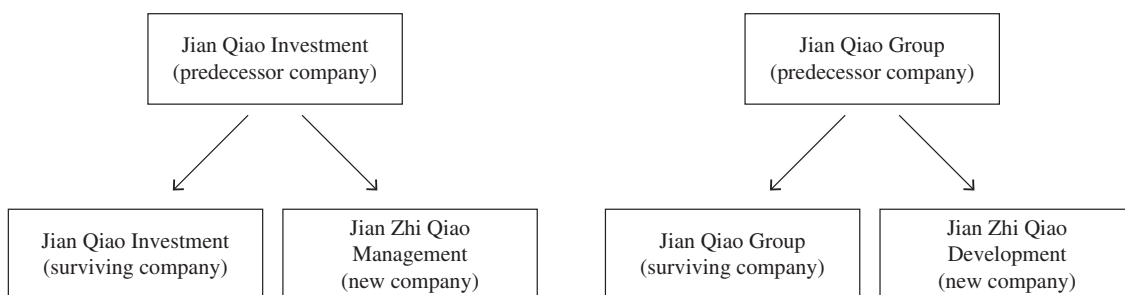 Jian Qiao Investment
(predecessor company)
Jian Qiao Group
(predecessor company)
Jian Qiao Investment
(surviving company)
Jian Zhi Qiao
Management
(new company)
Jian Qiao Group
(surviving company)
Jian Zhi Qiao
Development
(new company)